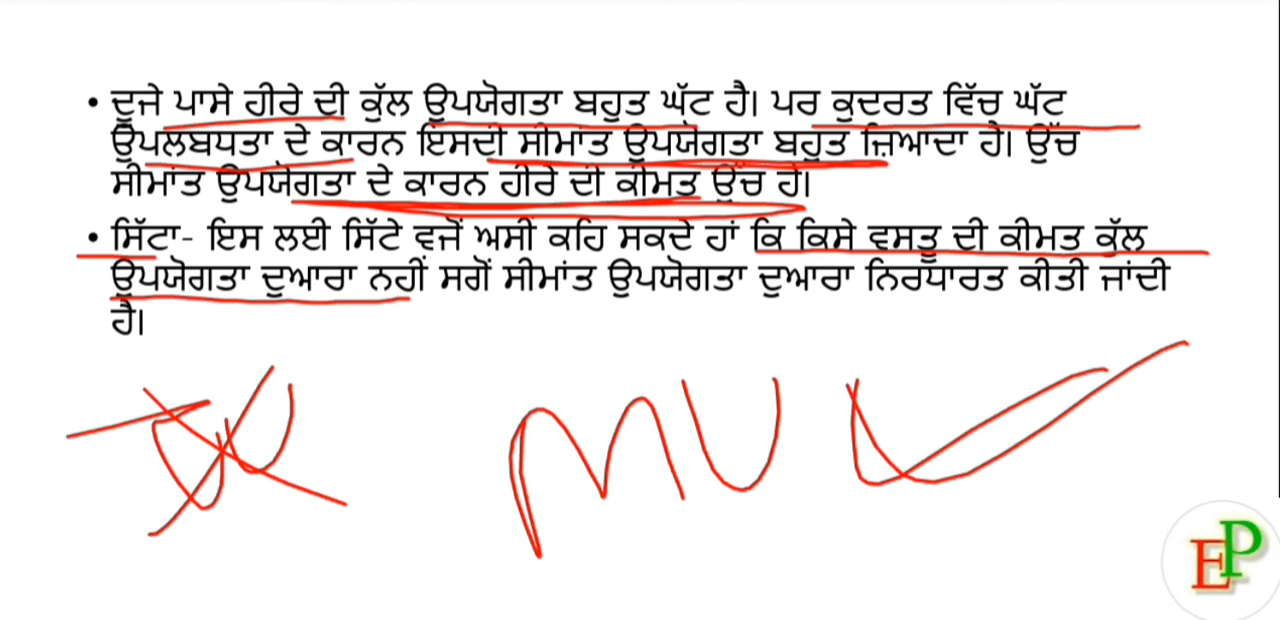 • ਦੂਜੇ ਪਾਸੇ ਹੀਰੇ ਦੀ ਕੁੱਲ ਉਪਯੋਗਤਾ ਬਹੁਤ ਘੱਟ ਹੈ। ਪਰ ਕੁਦਰਤ ਵਿੱਚ ਘੱਟ
ਉਪਲਬਧਤਾ ਦੇ ਕਾਰਨ ਇਸਦੀ ਸੀਮਾਂਤ ਉਪਯੋਗਤਾ ਬਹੁਤ ਜ਼ਿਆਦਾ ਹੈ। ਉੱਚ
ਸੀਮਾਂਤ ਉਪਯੋਗਤਾ ਦੇ ਕਾਰਨ ਹੀਰੇ ਦੀ ਕੀਮਤ ਉੱਚ ਹੈ।
• ਸਿੱਟਾ- ਇਸ ਲਈ ਸਿੱਟੇ ਵਜੋਂ ਅਸੀਂ ਕਹਿ ਸਕਦੇ ਹਾਂ ਕਿ ਕਿਸੇ ਵਸਤੂ ਦੀ ਕੀਮਤ ਕੁੱਲ
ਉਪਯੋਗਤਾ ਦੁਆਰਾ ਨਹੀਂ ਸਗੋਂ ਸੀਮਾਂਤ ਉਪਯੋਗਤਾ ਦੁਆਰਾ ਨਿਰਧਾਰਤ ਕੀਤੀ ਜਾਂਦੀ
ਹੈ।
MU
EP